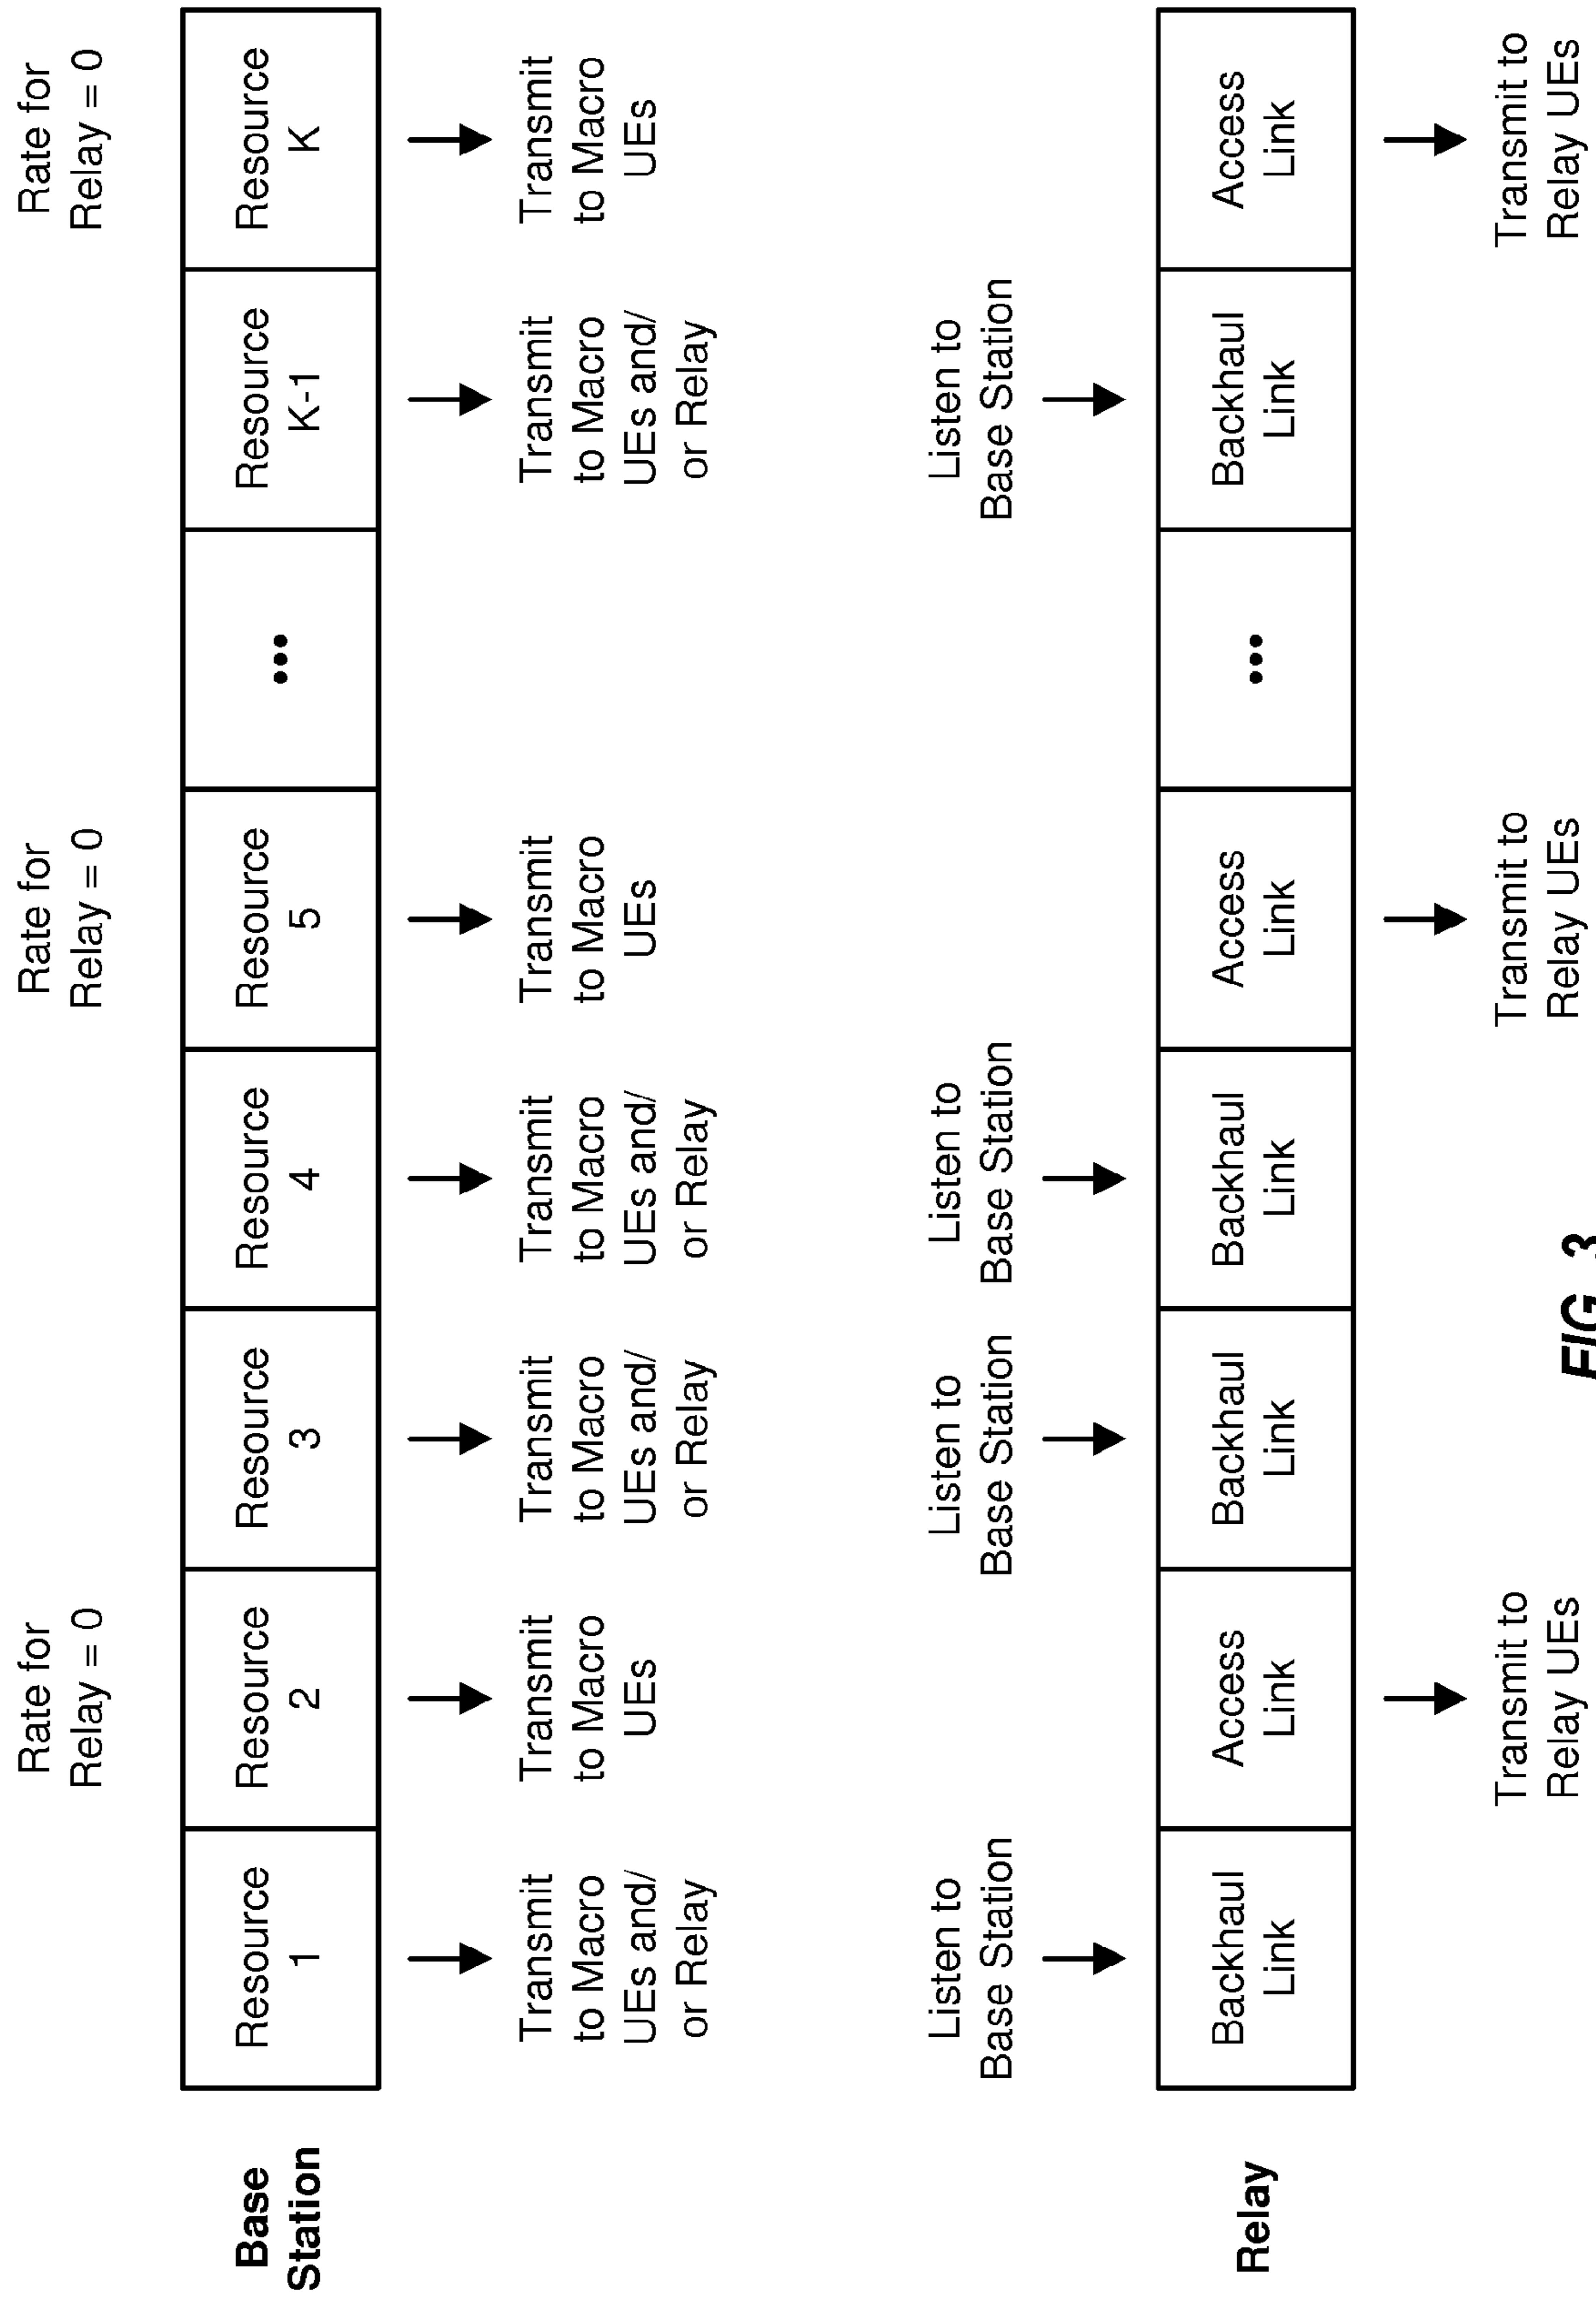 Rate for
Relay = 0
Rate for
Relay = 0
Rate for
Relay = 0
Base
Station
Resource
1
Resource
2
Resource
3
Resource
4
Resource
5
•••
Resource
K-1
Resource
K
Transmit
to Macro
UEs and/
or Relay
Transmit
to Macro
UEs
Transmit
to Macro
UEs and/
or Relay
Transmit
to Macro
UEs and/
or Relay
Transmit
to Macro
UEs
Transmit
to Macro
UEs and/
or Relay
Transmit
to Macro
UEs
Listen to
Base Station
Listen to
Base Station
Listen to
Base Station
Listen to
Base Station
Relay
Backhaul
Link
Access
Link
Backhaul
Link
Backhaul
Link
Access
Link
•••
Backhaul
Link
Access
Link
Transmit to
Relay UEs
Transmit to
Relay UEs
Transmit to
Relay UEs
FIG. 3